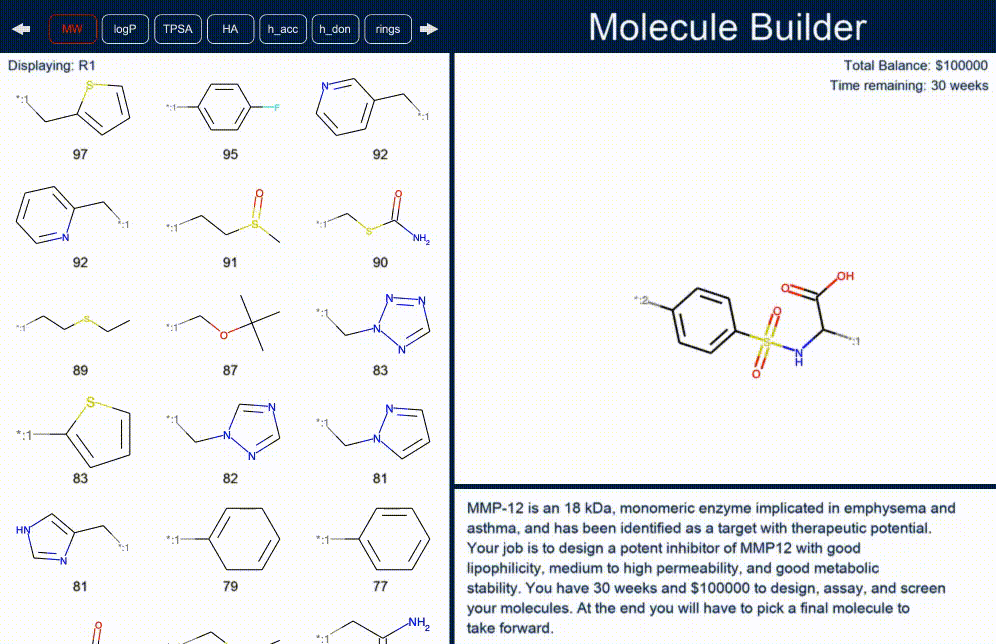 MW logP TPSA HA h_acc h_don rings
Molecule Builder
Displaying: R1
Total Balance: $100000
Time remaining: 30 weeks
S *:1 *:1 F N *:1
97 95 92
N *:1 *:1 O S *:1 O S NH2
92 91 90
*:1 S *:1 O *:1 N N N N
89 87 83
*:1 S *:1 N N N *:1 N N
83 82 81
HN N *:1 *:1 *:1
81 79 77
O *:1 NH2
*:2 O S O N H O OH *:1
MMP-12 is an 18 kDa, monomeric enzyme implicated in emphysema and
asthma, and has been identified as a target with therapeutic potential.
Your job is to design a potent inhibitor of MMP12 with good
lipophilicity, medium to high permeability, and good metabolic
stability. You have 30 weeks and $100000 to design, assay, and screen
your molecules. At the end you will have to pick a final molecule to
take forward.